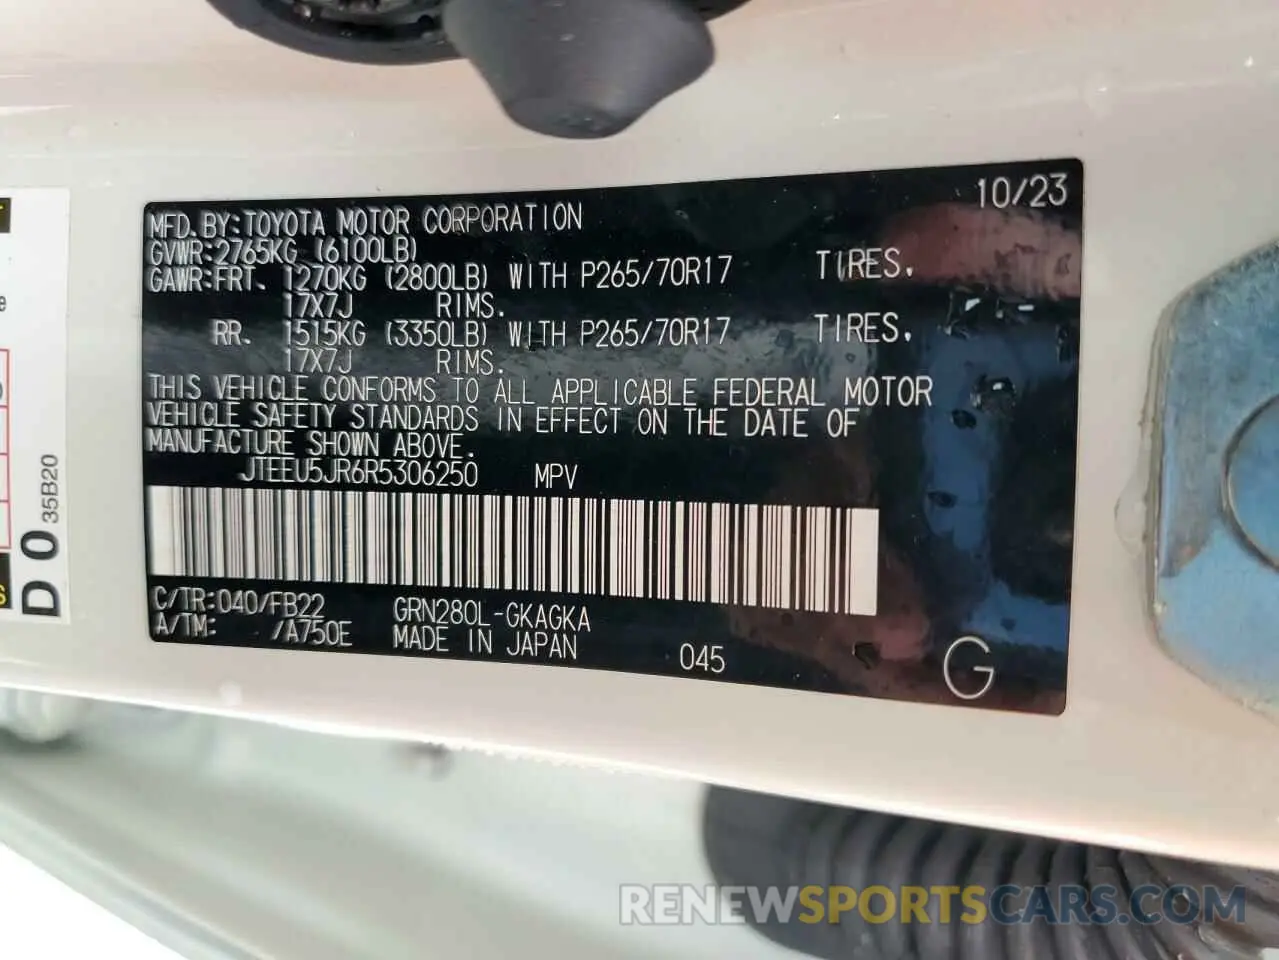 10/23
MFD. BY: TOYOTA MOTOR CORPORATION
GVWR: 2765KG (6100LB)
GAWR: FRT. 1270KG (2800LB) WITH P265/70R17 TIRES.
17X7J RIMS.
RR. 1515KG (3350LB) WITH P265/70R17 TIRES.
17X7J RIMS.
THIS VEHICLE CONFORMS TO ALL APPLICABLE FEDERAL MOTOR
VEHICLE SAFETY STANDARDS IN EFFECT ON THE DATE OF
MANUFACTURE SHOWN ABOVE.
JTEEU5JR6R5306250 MPV
C/TR: 040/FB22 GRN280L-GKAGKA
A/TM: /A750E MADE IN JAPAN 045
G
D0 35B20
RENEWSPORTSCARS.COM